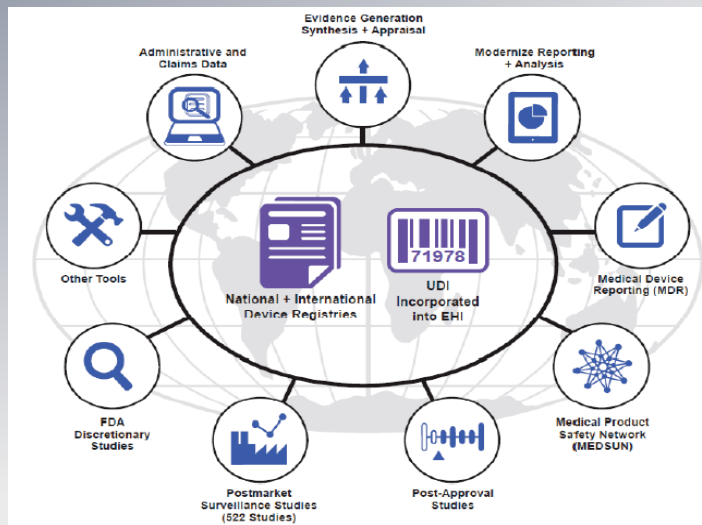 Evidence Generation
Synthesis + Appraisal
Administrative and
Claims Data
Modernize Reporting
+ Analysis
71978
National + International
Device Registries
UDI
Incorporated
into EHI
Other Tools
Medical Device
Reporting (MDR)
FDA
Discretionary
Studies
Medical Product
Safety Network
(MEDSUN)
Postmarket
Surveillance Studies
(522 Studies)
Post-Approval
Studies